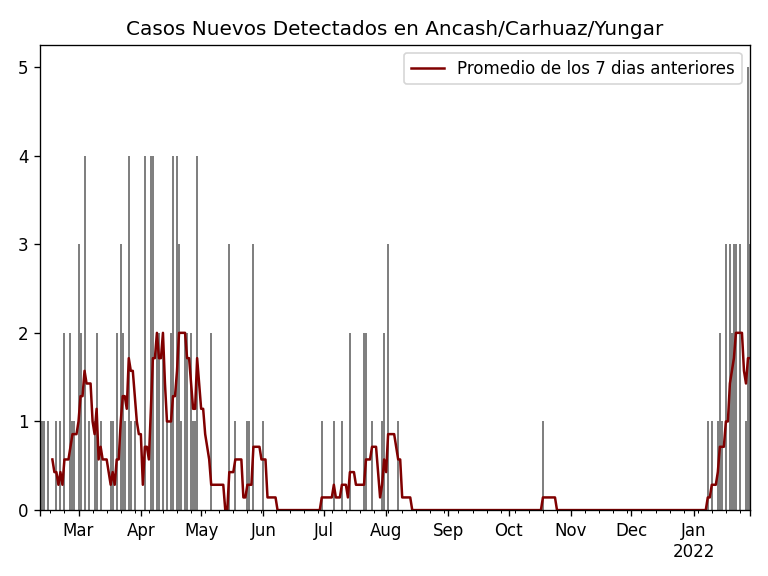 Casos Nuevos Detectados en Ancash/Carhuaz/Yungar
Promedio de los 7 dias anteriores
5
4
3
2
1
0
Mar Apr May Jun Jul Aug Sep Oct Nov Dec Jan
2022